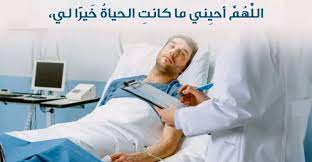 اللّهُمْ أحيِني ما كانتِ الحياةُ خَيرًا لي،